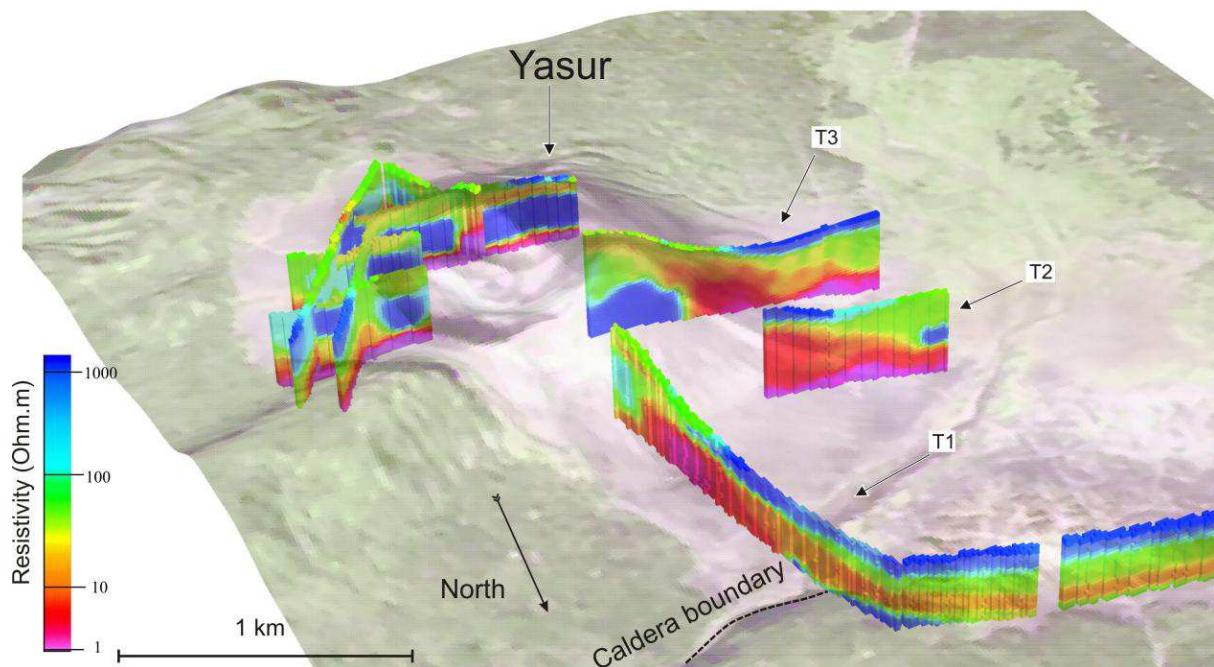 Yasur
T3
T2
T1
Resistivity (Ohm.m)
1000
100
10
1
North
1 km
Caldera boundary